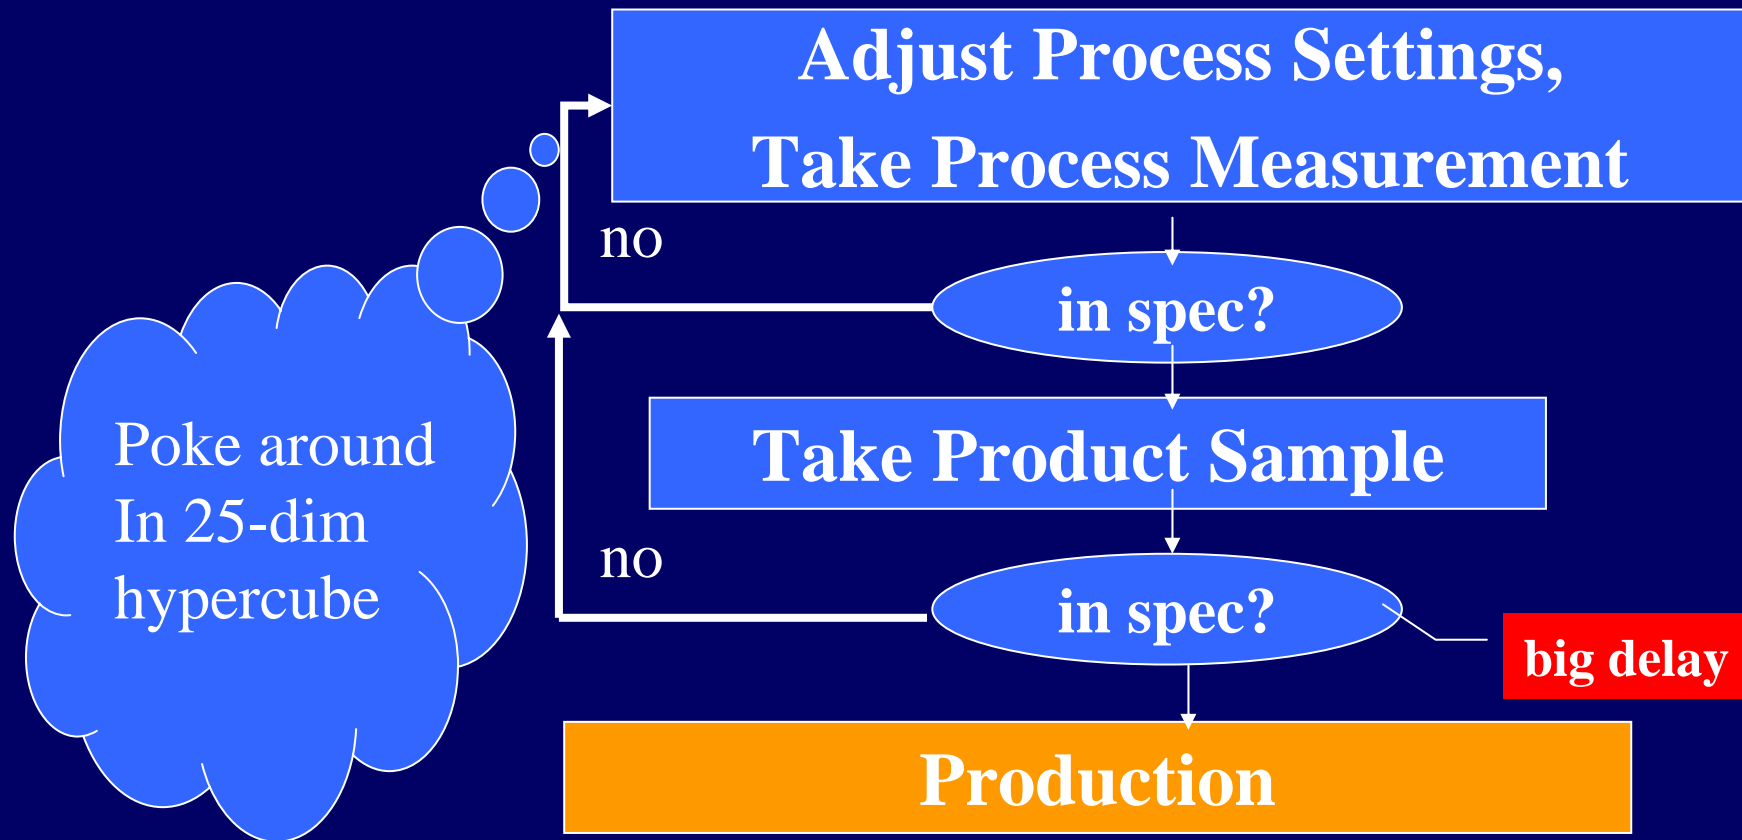 Adjust Process Settings,
Take Process Measurement
no
in spec?
Take Product Sample
no
in spec?
big delay
Production
Poke around
In 25-dim
hypercube